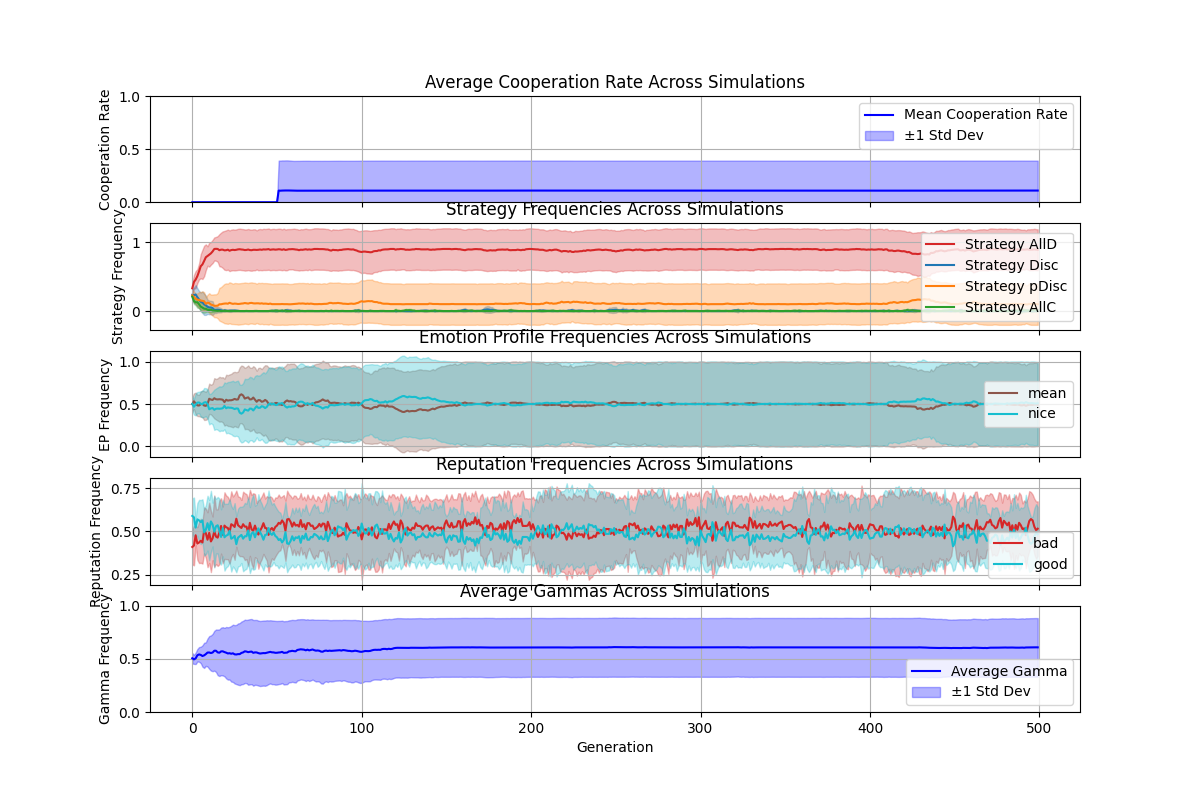 Average Cooperation Rate Across Simulations
Cooperation Rate
1.0
0.5
0.0
Mean Cooperation Rate
±1 Std Dev
Strategy Frequencies Across Simulations
Strategy Frequency
1
0
Strategy AllD
Strategy Disc
Strategy pDisc
Strategy AllC
Emotion Profile Frequencies Across Simulations
EP Frequency
1.0
0.5
0.0
mean
nice
Reputation Frequencies Across Simulations
Reputation Frequency
0.75
0.50
0.25
bad
good
Average Gammas Across Simulations
Gamma Frequency
1.0
0.5
0.0
Average Gamma
±1 Std Dev
0 100 200 300 400 500
Generation